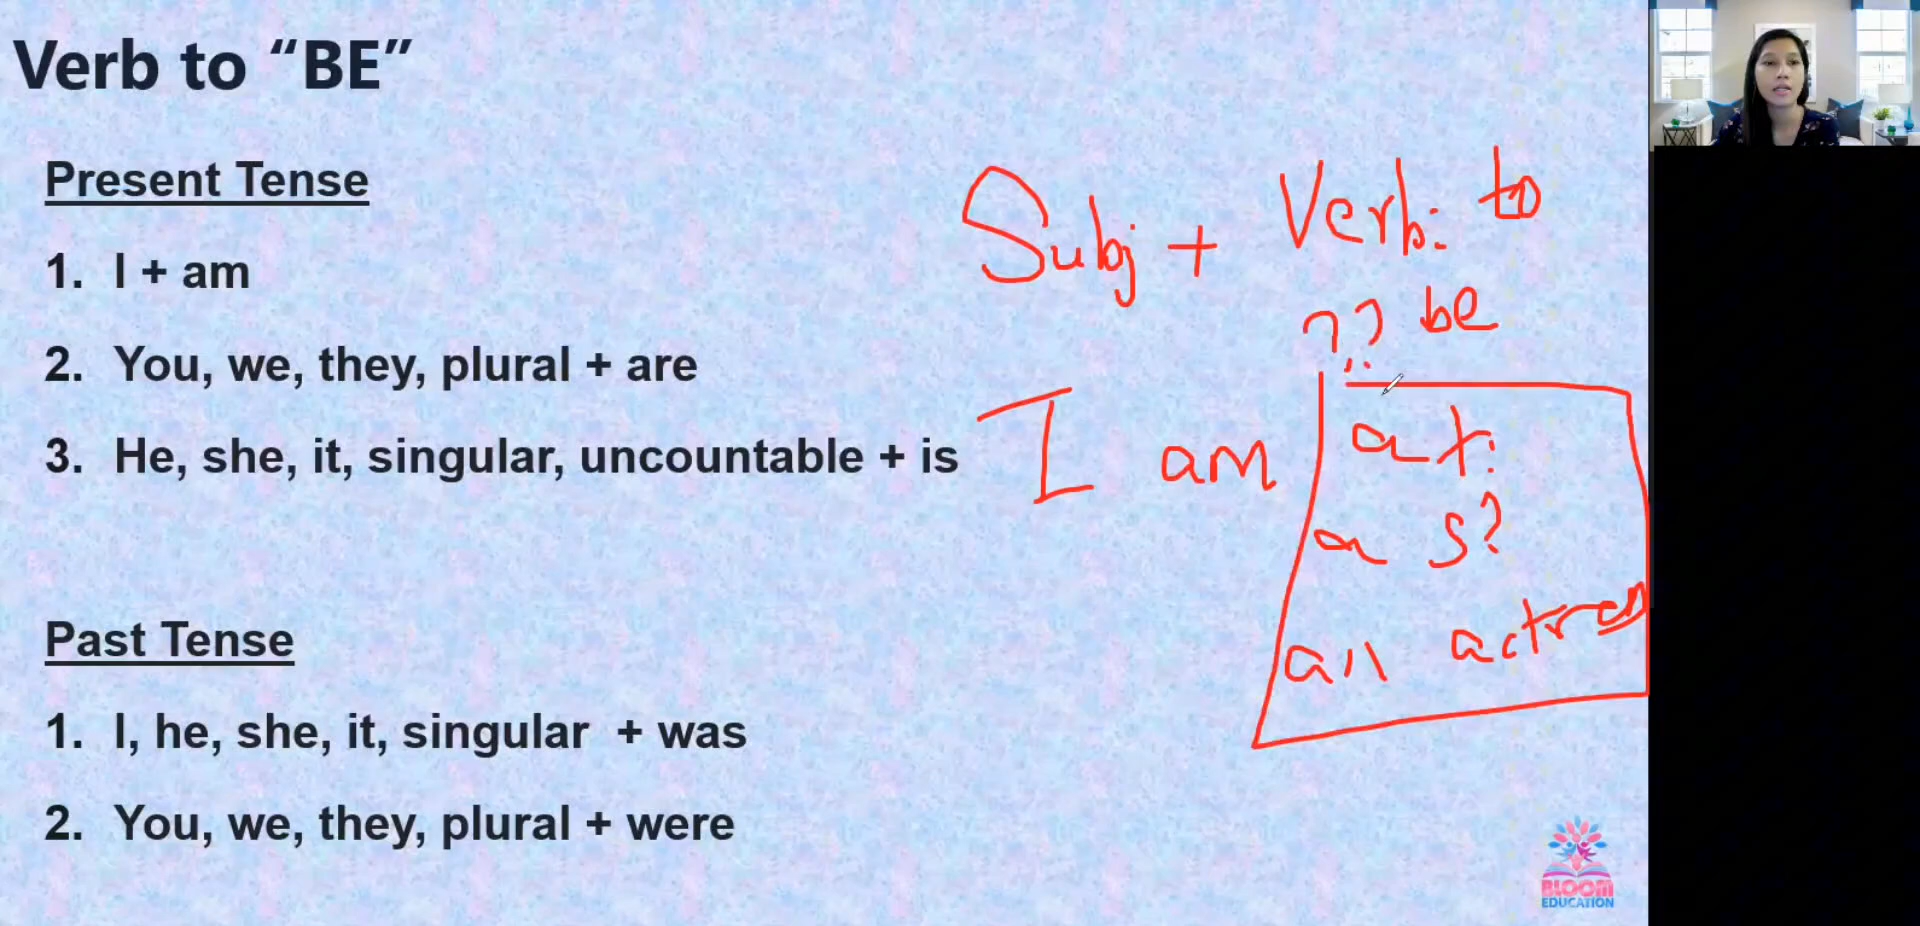 Verb to “BE”
Present Tense
1. I + am
2. You, we, they, plural + are
3. He, she, it, singular, uncountable + is
Past Tense
1. I, he, she, it, singular + was
2. You, we, they, plural + were
Subj + Verb: to
?? be
I am a t.
a s?
an actress
BLOOM
EDUCATION